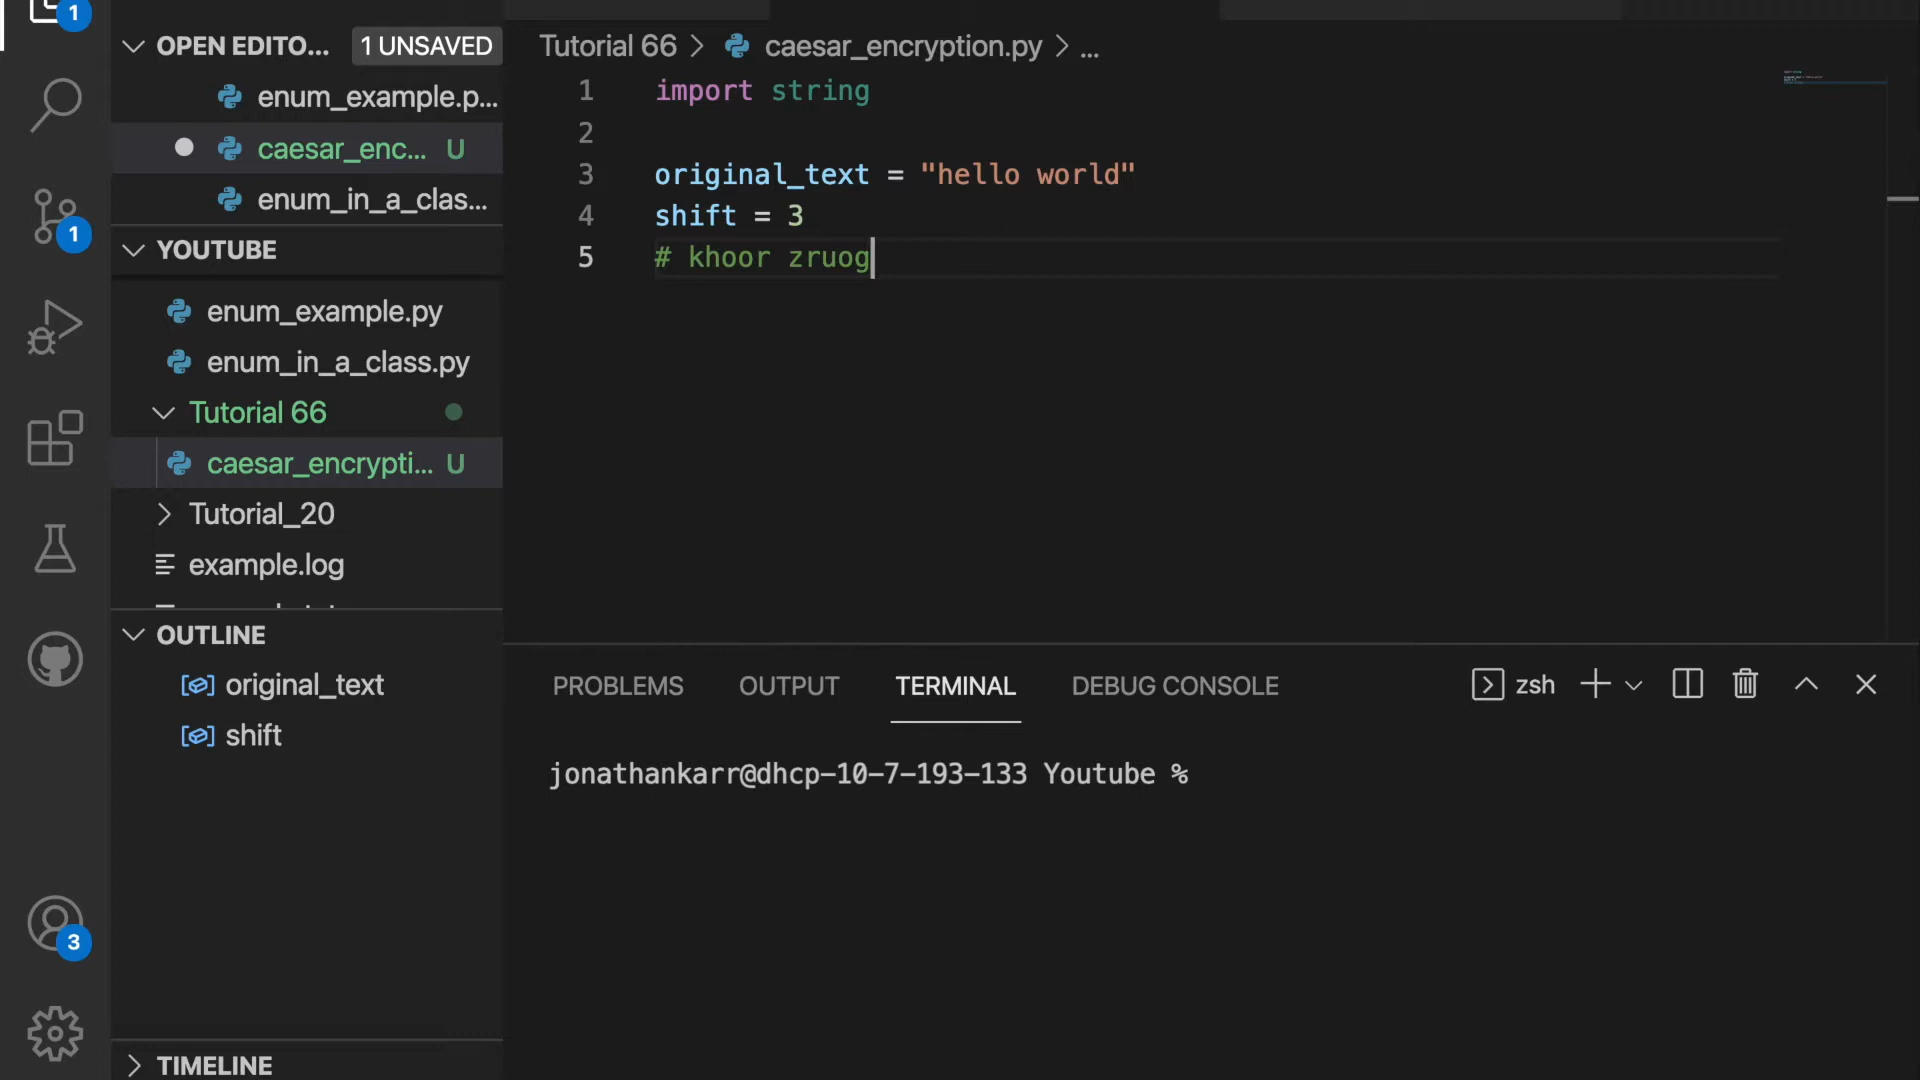 1
OPEN EDITO... 1 UNSAVED
enum_example.p...
caesar_enc... U
enum_in_a_clas...
1
YOUTUBE
enum_example.py
enum_in_a_class.py
Tutorial 66
caesar_encrypti... U
Tutorial_20
example.log
OUTLINE
original_text
shift
3
TIMELINE
Tutorial 66 > caesar_encryption.py > ...
1 import string
2
3 original_text = "hello world"
4 shift = 3
5 # khoor zruog
PROBLEMS OUTPUT TERMINAL DEBUG CONSOLE zsh
jonathankarr@dhcp-10-7-193-133 Youtube %